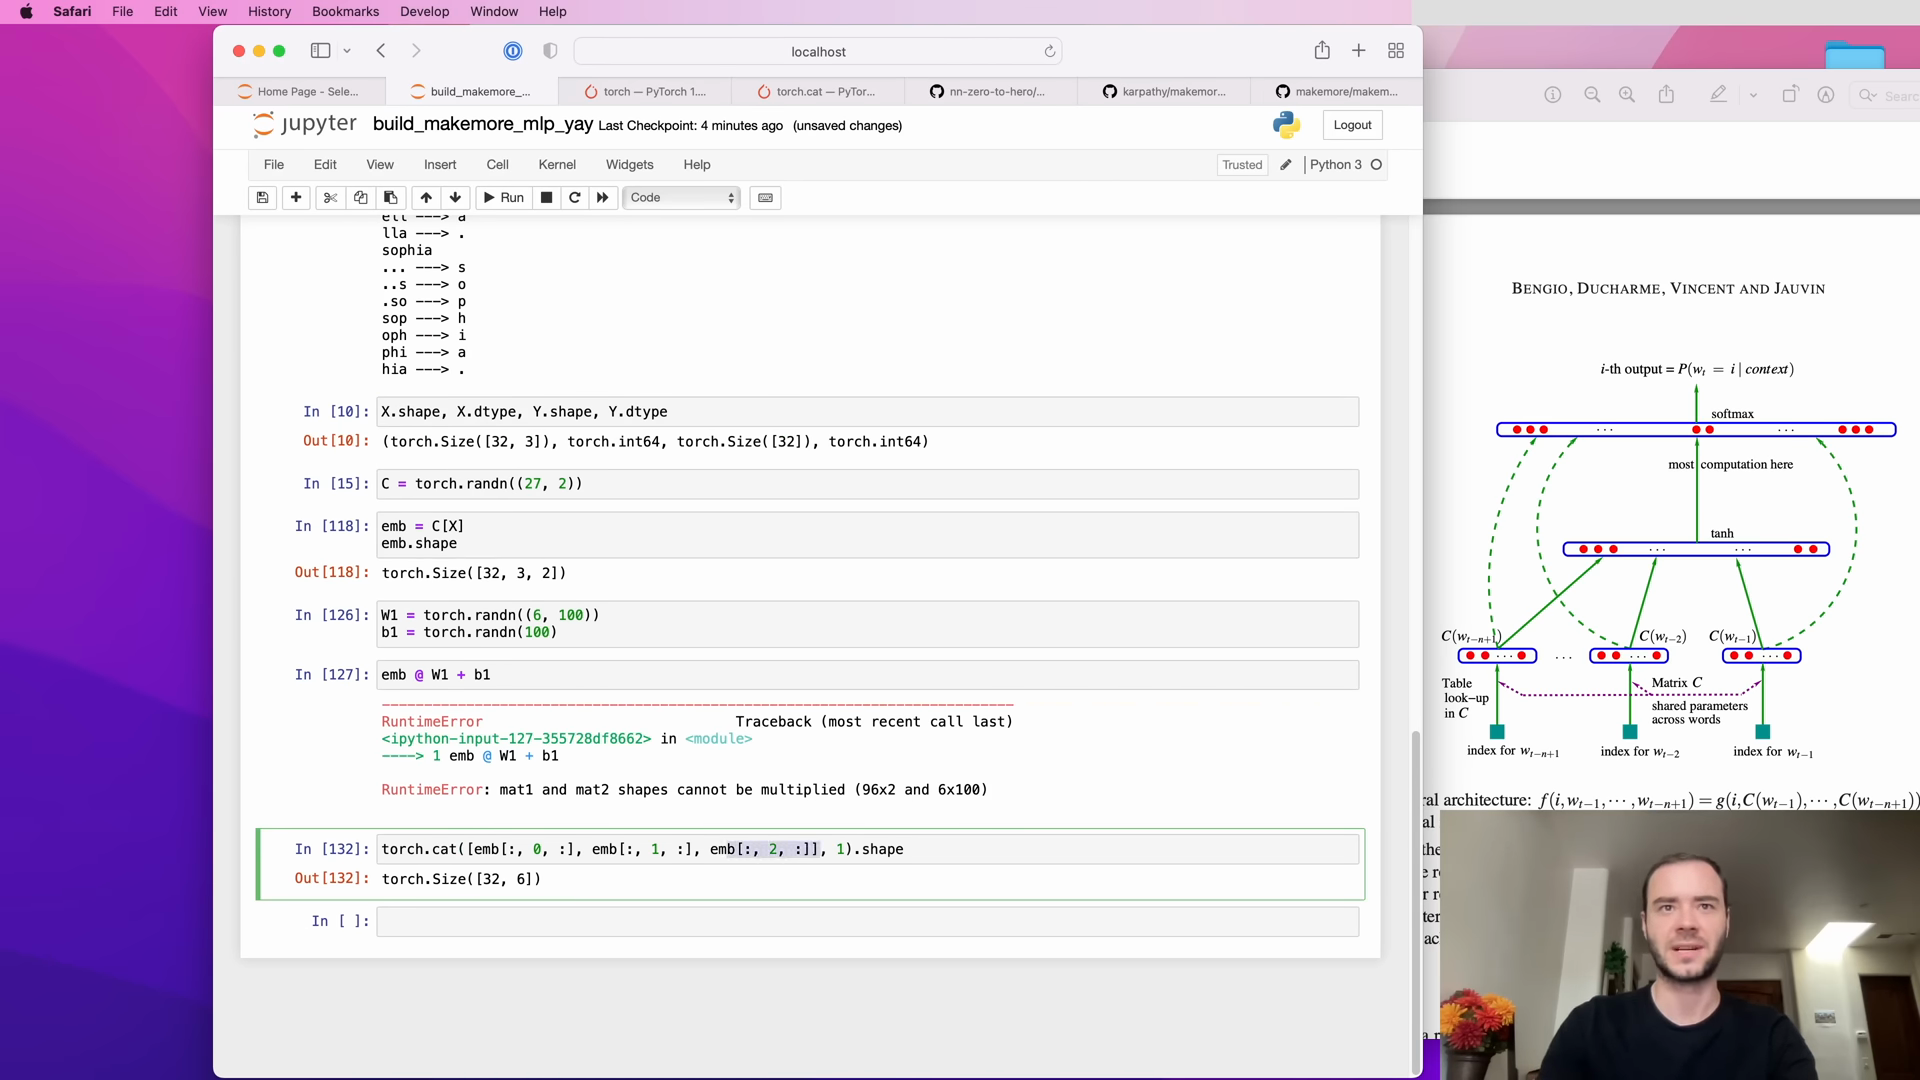 Safari File Edit View History Bookmarks Develop Window Help
localhost
Home Page - Sele...
build_makemore_...
torch — PyTorch 1....
torch.cat — PyTor...
nn-zero-to-hero/...
karpathy/makemor...
makemore/makem...
jupyter build_makemore_mlp_yay Last Checkpoint: 4 minutes ago (unsaved changes)
Logout
File Edit View Insert Cell Kernel Widgets Help
Trusted Python 3
Run Code
ell ---> a
lla ---> .
sophia
... ---> s
..s ---> o
.so ---> p
sop ---> h
oph ---> i
phi ---> a
hia ---> .
In [10]: X.shape, X.dtype, Y.shape, Y.dtype
Out[10]: (torch.Size([32, 3]), torch.int64, torch.Size([32]), torch.int64)
In [15]: C = torch.randn((27, 2))
In [118]: emb = C[X]
emb.shape
Out[118]: torch.Size([32, 3, 2])
In [126]: W1 = torch.randn((6, 100))
b1 = torch.randn(100)
In [127]: emb @ W1 + b1
---------------------------------------------------------------------------
RuntimeError Traceback (most recent call last)
<ipython-input-127-355728df8662> in <module>
----> 1 emb @ W1 + b1
RuntimeError: mat1 and mat2 shapes cannot be multiplied (96x2 and 6x100)
In [132]: torch.cat([emb[:, 0, :], emb[:, 1, :], emb[:, 2, :]], 1).shape
Out[132]: torch.Size([32, 6])
In [ ]:
Search
BENGIO, DUCHARME, VINCENT AND JAUVIN
i-th output = P(w_t = i | context)
softmax
... ...
most computation here
tanh
... ...
C(w_{t−n+1}) C(w_{t−2}) C(w_{t−1})
... ... ... ...
Table
look−up
in C
Matrix C
shared parameters
across words
index for w_{t−n+1} index for w_{t−2} index for w_{t−1}
ral architecture: f(i, w_{t−1}, ··· , w_{t−n+1}) = g(i, C(w_{t−1}), ··· , C(w_{t−n+1}))